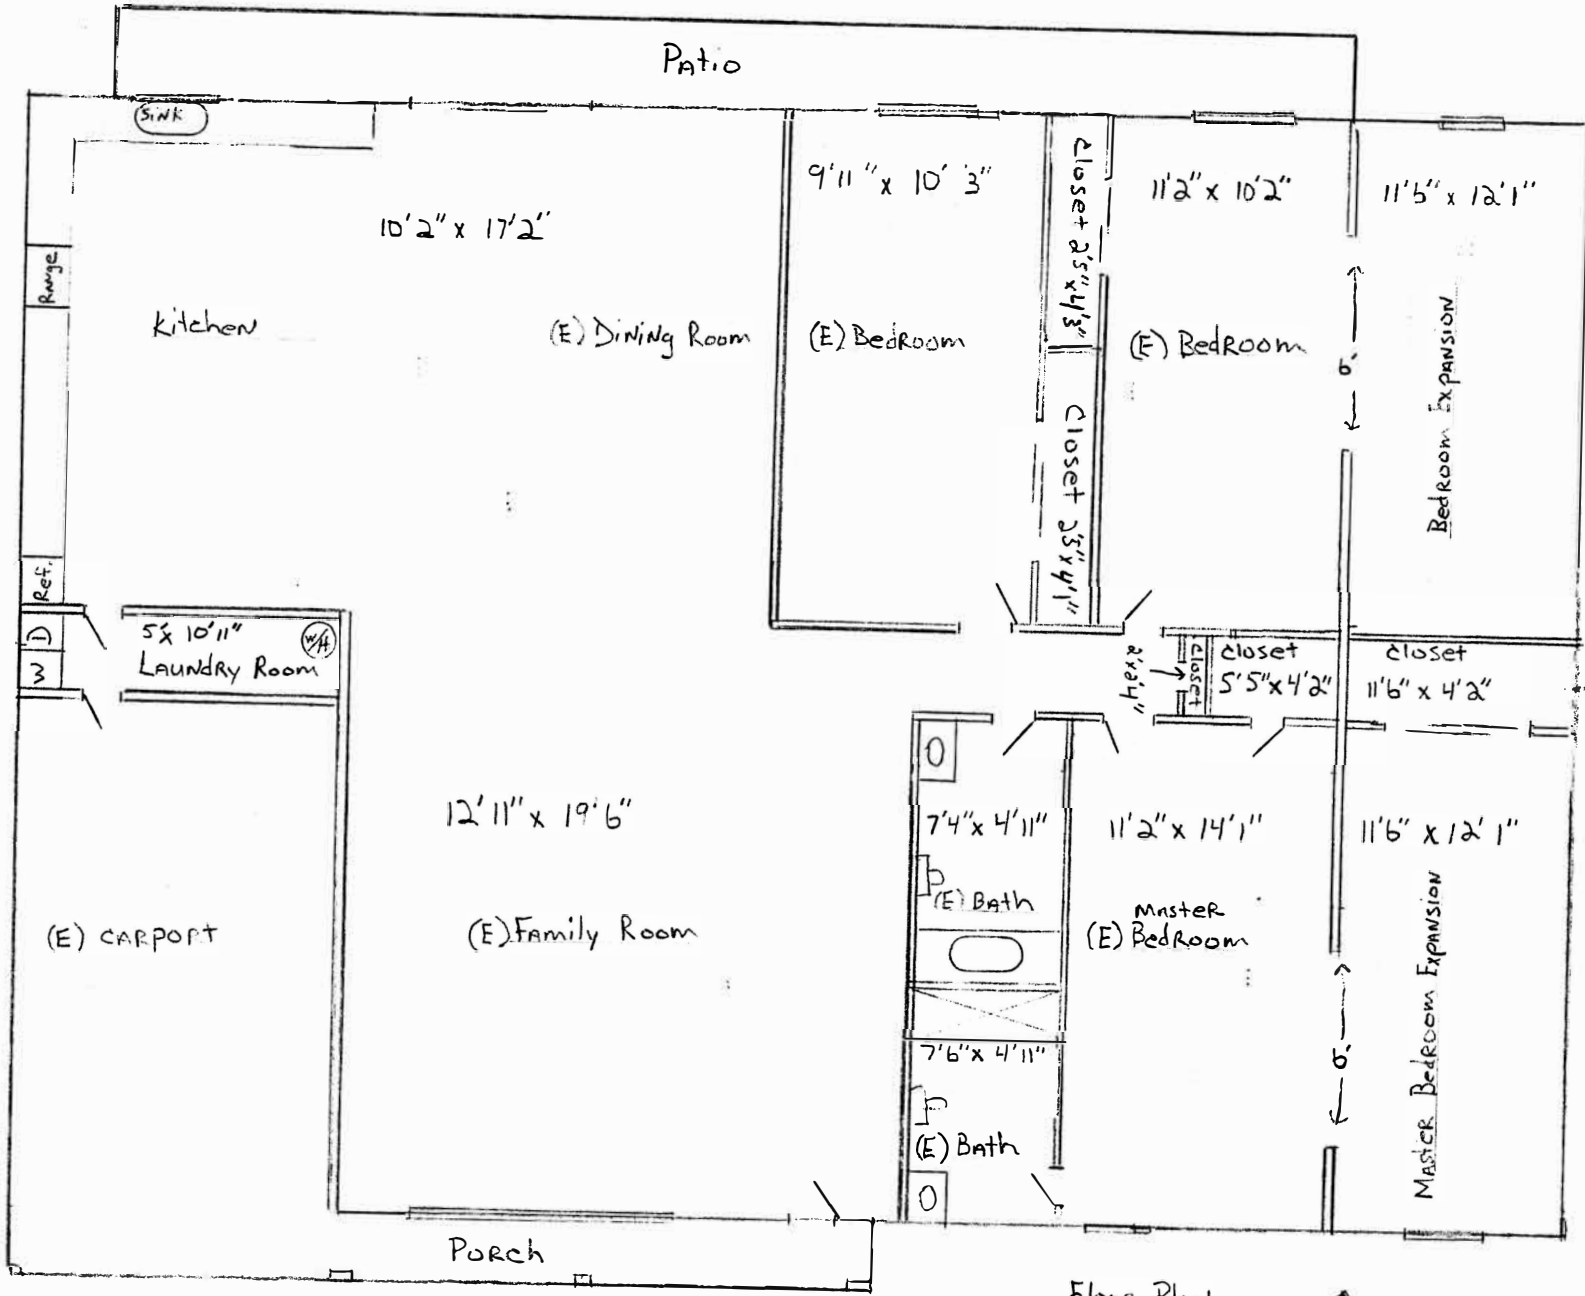 Patio
Sink
9'11" x 10' 3"
closet 2'5" x 4'3"
11'2" x 10'2"
11'6" x 12'1"
10'2" x 17'2"
Range
Kitchen
(E) Dining Room
(E) Bedroom
(E) Bedroom
6'
Bedroom Expansion
Closet 2'5" x 4'1"
Ref.
D
W
5' x 10'11"
Laundry Room
W/H
2'x2'4"
closet
closet
5'5" x 4'2"
closet
11'6" x 4'2"
12'11" x 19'6"
7'4" x 4'11"
11'2" x 14'1"
11'6" x 12' 1"
(E) Carport
(E) Family Room
(E) Bath
Master
(E) Bedroom
Master Bedroom Expansion
6'
7'6" x 4'11"
(E) Bath
Porch